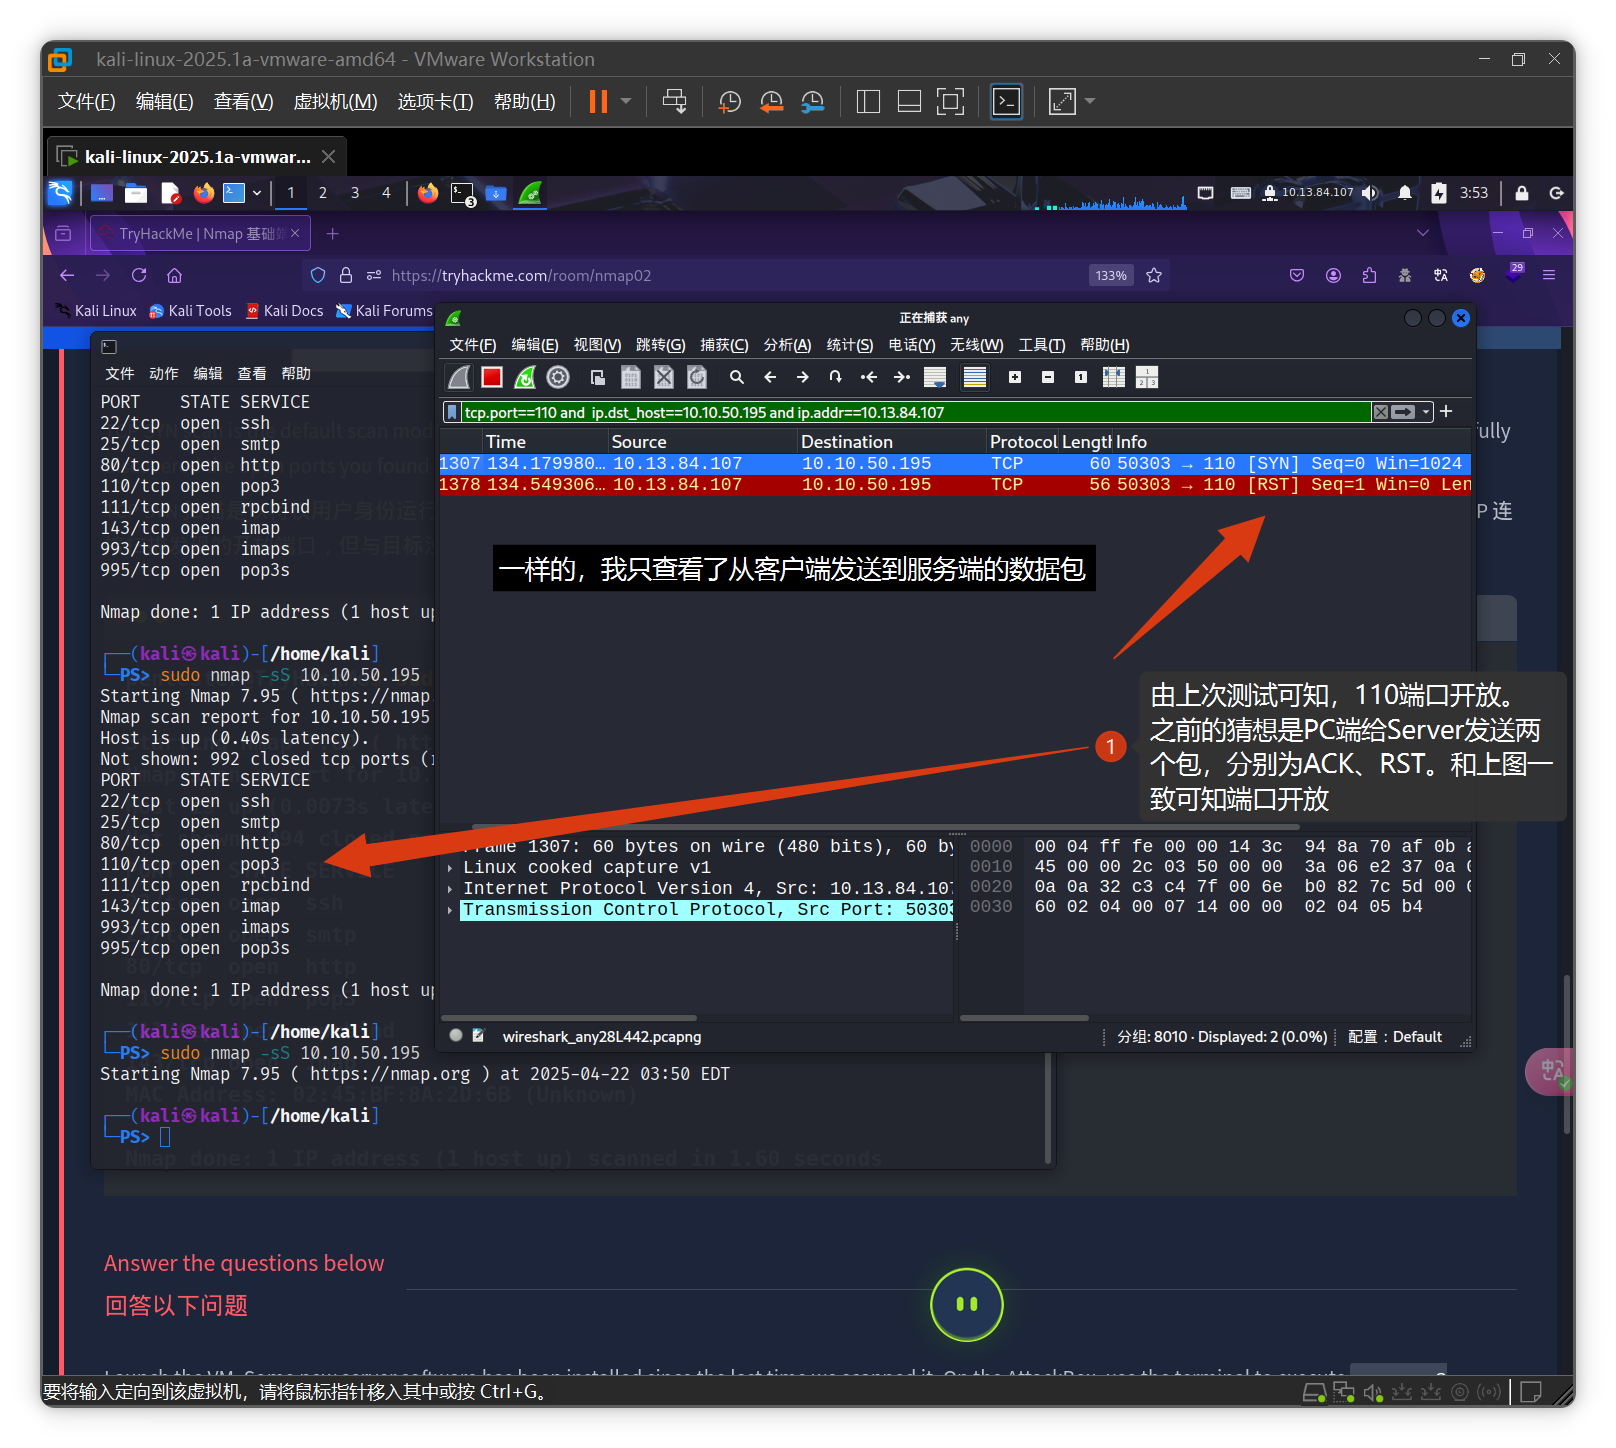 kali-linux-2025.1a-vmware-amd64 - VMware Workstation
文件(F) 编辑(E) 查看(V) 虚拟机(M) 选项卡(T) 帮助(H)
kali-linux-2025.1a-vmwar...
1 2 3 4 3 10.13.84.107 3:53
TryHackMe | Nmap 基础端
https://tryhackme.com/room/nmap02 133% 29
Kali Linux Kali Tools Kali Docs Kali Forums
正在捕获 any
文件(F) 编辑(E) 视图(V) 跳转(G) 捕获(C) 分析(A) 统计(S) 电话(Y) 无线(W) 工具(T) 帮助(H)
tcp.port==110 and ip.dst_host==10.10.50.195 and ip.addr==10.13.84.107
Time Source Destination Protocol Length Info
1307 134.179980… 10.13.84.107 10.10.50.195 TCP 60 50303 → 110 [SYN] Seq=0 Win=1024
1378 134.549306… 10.13.84.107 10.10.50.195 TCP 56 50303 → 110 [RST] Seq=1 Win=0 Len
一样的，我只查看了从客户端发送到服务端的数据包
1
由上次测试可知，110端口开放。
之前的猜想是PC端给Server发送两
个包，分别为ACK、RST。和上图一
致可知端口开放
Frame 1307: 60 bytes on wire (480 bits), 60 by
Linux cooked capture v1
Internet Protocol Version 4, Src: 10.13.84.107
Transmission Control Protocol, Src Port: 50303
0000 00 04 ff fe 00 00 14 3c 94 8a 70 af 0b
0010 45 00 00 2c 03 50 00 00 3a 06 e2 37 0a
0020 0a 0a 32 c3 c4 7f 00 6e b0 82 7c 5d 00
0030 60 02 04 00 07 14 00 00 02 04 05 b4
wireshark_any28L442.pcapng
分组: 8010 · Displayed: 2 (0.0%) 配置：Default
文件 动作 编辑 查看 帮助
PORT STATE SERVICE
22/tcp open ssh
25/tcp open smtp
80/tcp open http
110/tcp open pop3
111/tcp open rpcbind
143/tcp open imap
993/tcp open imaps
995/tcp open pop3s
Nmap done: 1 IP address (1 host up
┌──(kali㉿kali)-[/home/kali]
└─PS> sudo nmap -sS 10.10.50.195
Starting Nmap 7.95 ( https://nmap
Nmap scan report for 10.10.50.195
Host is up (0.40s latency).
Not shown: 992 closed tcp ports (r
PORT STATE SERVICE
22/tcp open ssh
25/tcp open smtp
80/tcp open http
110/tcp open pop3
111/tcp open rpcbind
143/tcp open imap
993/tcp open imaps
995/tcp open pop3s
Nmap done: 1 IP address (1 host up
┌──(kali㉿kali)-[/home/kali]
└─PS> sudo nmap -sS 10.10.50.195
Starting Nmap 7.95 ( https://nmap.org ) at 2025-04-22 03:50 EDT
┌──(kali㉿kali)-[/home/kali]
└─PS>
Nmap done: 1 IP address (1 host up) scanned in 1.60 seconds
Answer the questions below
回答以下问题
要将输入定向到该虚拟机，请将鼠标指针移入其中或按 Ctrl+G。